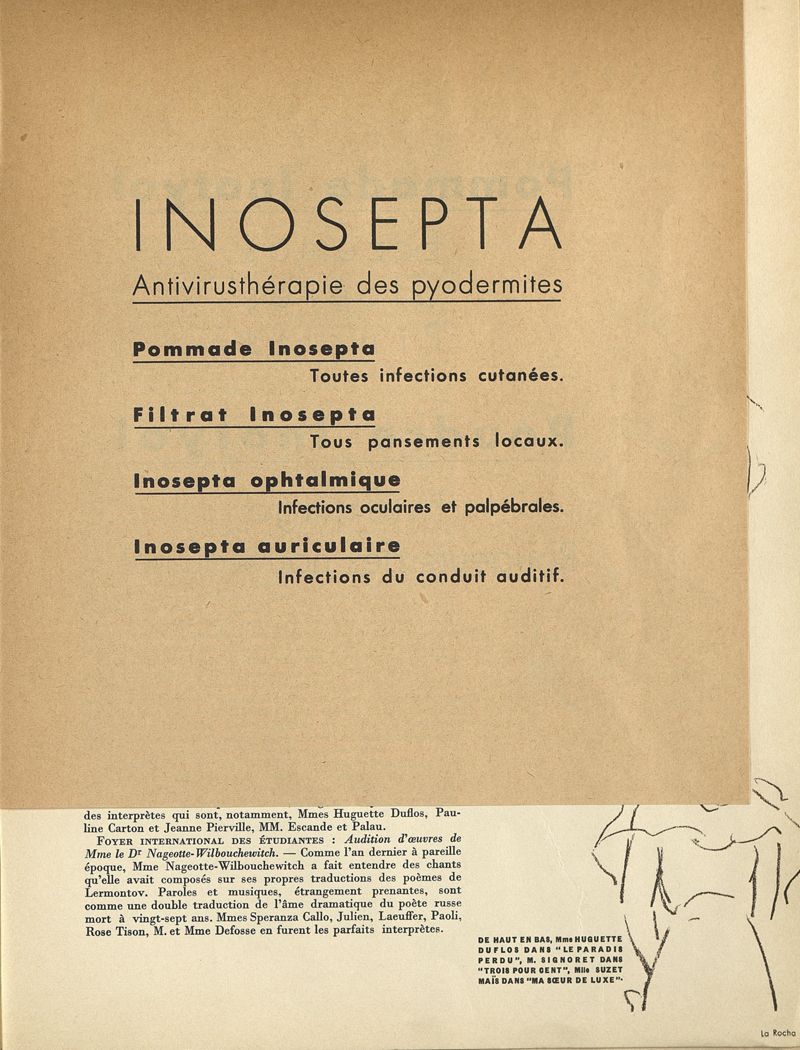 INOSEPTA
Antivirusthérapie des pyodermites
Pommade Inosepta
Toutes infections cutanées.
Filtrat Inosepta
Tous pansements locaux.
Inosepta ophtalmique
Infections oculaires et palpébrales.
Inosepta auriculaire
Infections du conduit auditif.
des interprètes qui sont, notamment, Mmes Huguette Duflos, Pau-
line Carton et Jeanne Pierville, MM. Escande et Palau.
FOYER INTERNATIONAL DES ÉTUDIANTES : Audition d'œuvres de
Mme le Dr Nageotte-Wilbouchewitch. — Comme l'an dernier à pareille
époque, Mme Nageotte-Wilbouchewitch a fait entendre des chants
qu'elle avait composés sur ses propres traductions des poèmes de
Lermontov. Paroles et musiques, étrangement prenantes, sont
comme une double traduction de l'âme dramatique du poète russe
mort à vingt-sept ans. Mmes Speranza Callo, Julien, Laeuffer, Paoli,
Rose Tison, M. et Mme Defosse en furent les parfaits interprètes.
DE HAUT EN BAS, Mme HUGUETTE
DUFLOS DANS "LE PARADIS
PERDU", M. SIGNORET DANS
"TROIS POUR CENT", Mlle SUZET
MAÏS DANS "MA SŒUR DE LUXE".
La Rocha